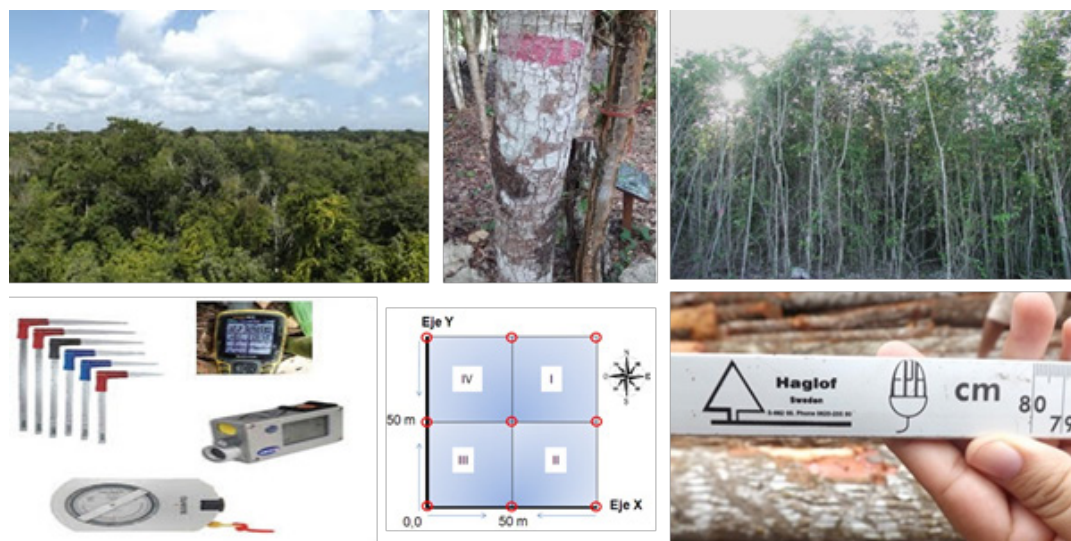 Eje Y
IV
I
N
O
E
S
50 m
III
II
Eje X
0,0
50 m
Haglof
Sweden
cm
80
79